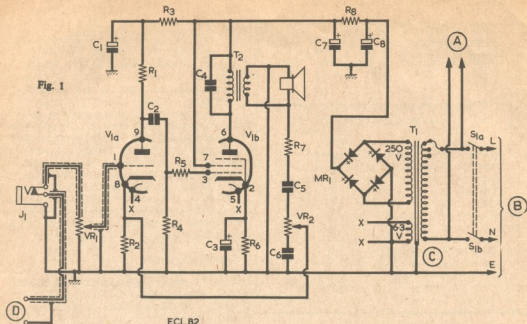 Fig. 1
R3
R8
A
C1
C7
C8
R1
T2
C4
C2
9
6
V1a
V1b
T1
S1a
L
250
V
R7
1
7
3
R5
MR1
8
2
4
5
X
X
C5
B
J1
VR1
R2
R4
C3
R6
VR2
C6
X
X
6·3
V
N
S1b
C
E
D
ECL 82